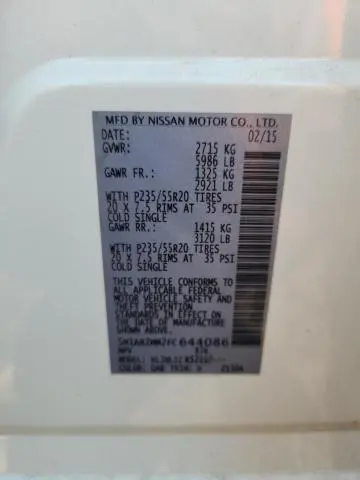 MFD BY NISSAN MOTOR CO., LTD.
DATE: 02/15
GVWR: 2715 KG
5986 LB
GAWR FR.: 1325 KG
2921 LB
WITH P235/55R20 TIRES
20 X 7.5 RIMS AT 35 PSI
COLD SINGLE
GAWR RR.: 1415 KG
3120 LB
WITH P235/55R20 TIRES
20 X 7.5 RIMS AT 35 PSI
COLD SINGLE
THIS VEHICLE CONFORMS TO
ALL APPLICABLE U.S. FEDERAL
MOTOR VEHICLE SAFETY AND
THEFT PREVENTION STANDARDS
IN EFFECT ON THE DATE OF
MANUFACTURE SHOWN ABOVE.
644086
MPV
MODEL:
COLOR: TRIM: